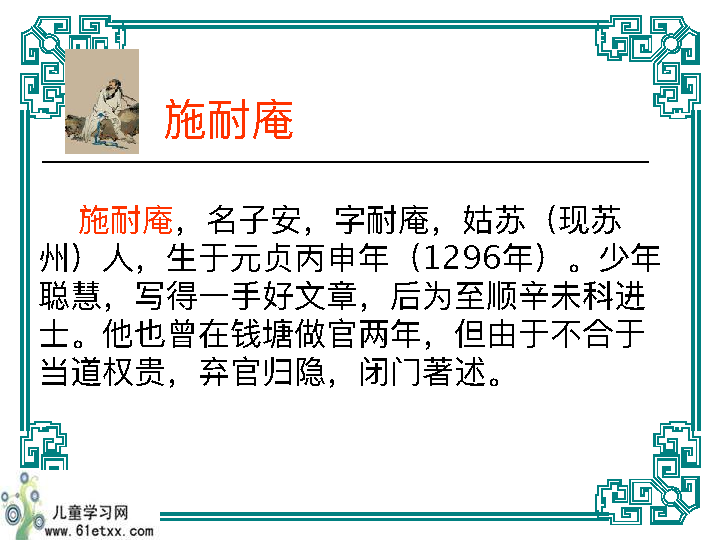 施耐庵
施耐庵，名子安，字耐庵，姑苏（现苏
州）人，生于元贞丙申年（1296年）。少年
聪慧，写得一手好文章，后为至顺辛未科进
士。他也曾在钱塘做官两年，但由于不合于
当道权贵，弃官归隐，闭门著述。
儿童学习网
www.61etxx.com